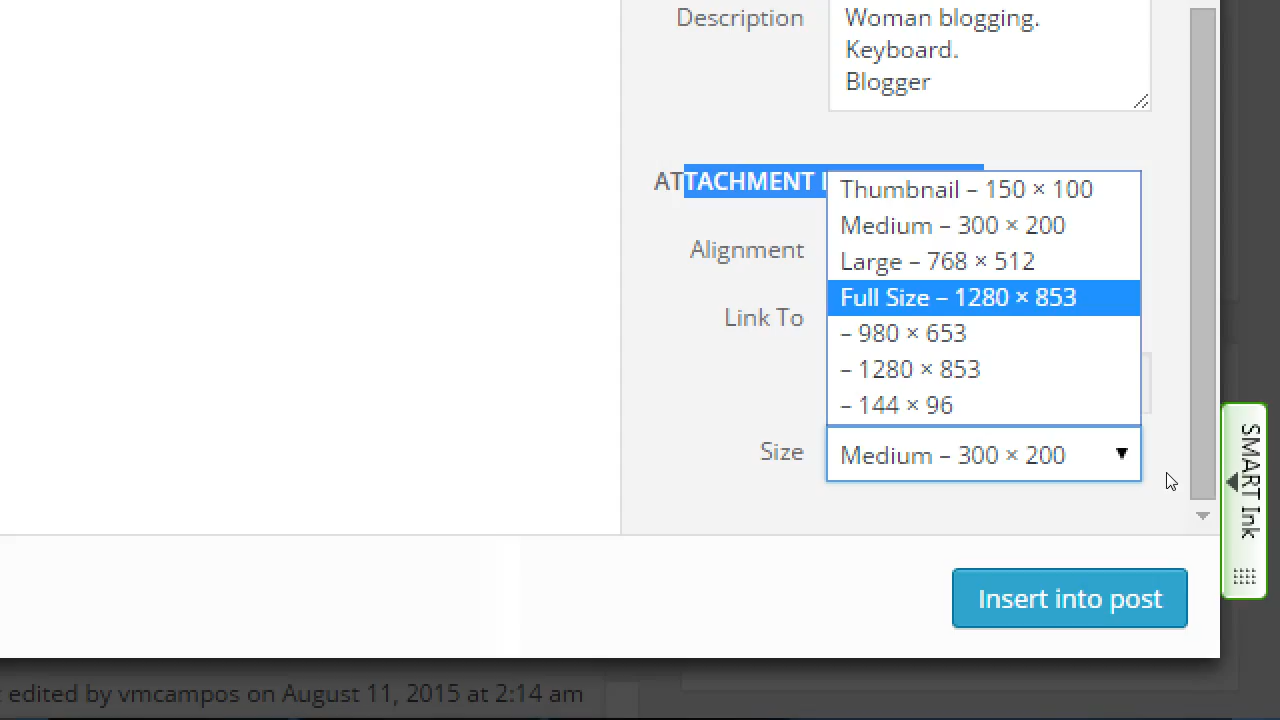 Description
Woman blogging.
Keyboard.
Blogger
ATTACHMENT
Thumbnail – 150 × 100
Medium – 300 × 200
Alignment
Large – 768 × 512
Full Size – 1280 × 853
Link To
– 980 × 653
– 1280 × 853
– 144 × 96
Size
Medium – 300 × 200
SMART Ink
Insert into post
edited by vmcampos on August 11, 2015 at 2:14 am